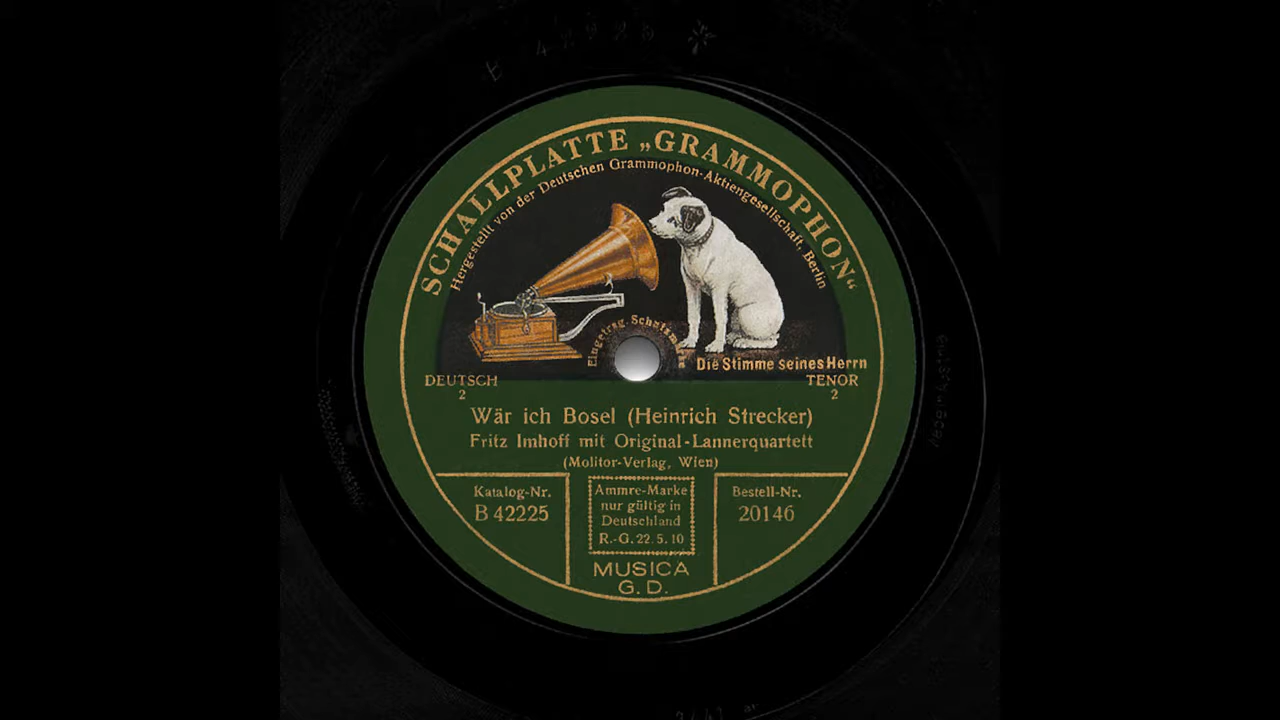 SCHALLPLATTE „GRAMMOPHON“
Hergestellt von der Deutschen Grammophon-Aktiengesellschaft, Berlin
Eingetrag. Schutzmarke
Die Stimme seines Herrn
DEUTSCH
2
TENOR
2
Wär ich Bosel (Heinrich Strecker)
Fritz Imhoff mit Original-Lannerquartett
(Molitor-Verlag, Wien)
Katalog-Nr.
B 42225
Ammre-Marke
nur gültig in
Deutschland
R.-G. 22. 5. 10
Bestell-Nr.
20146
MUSICA
G. D.